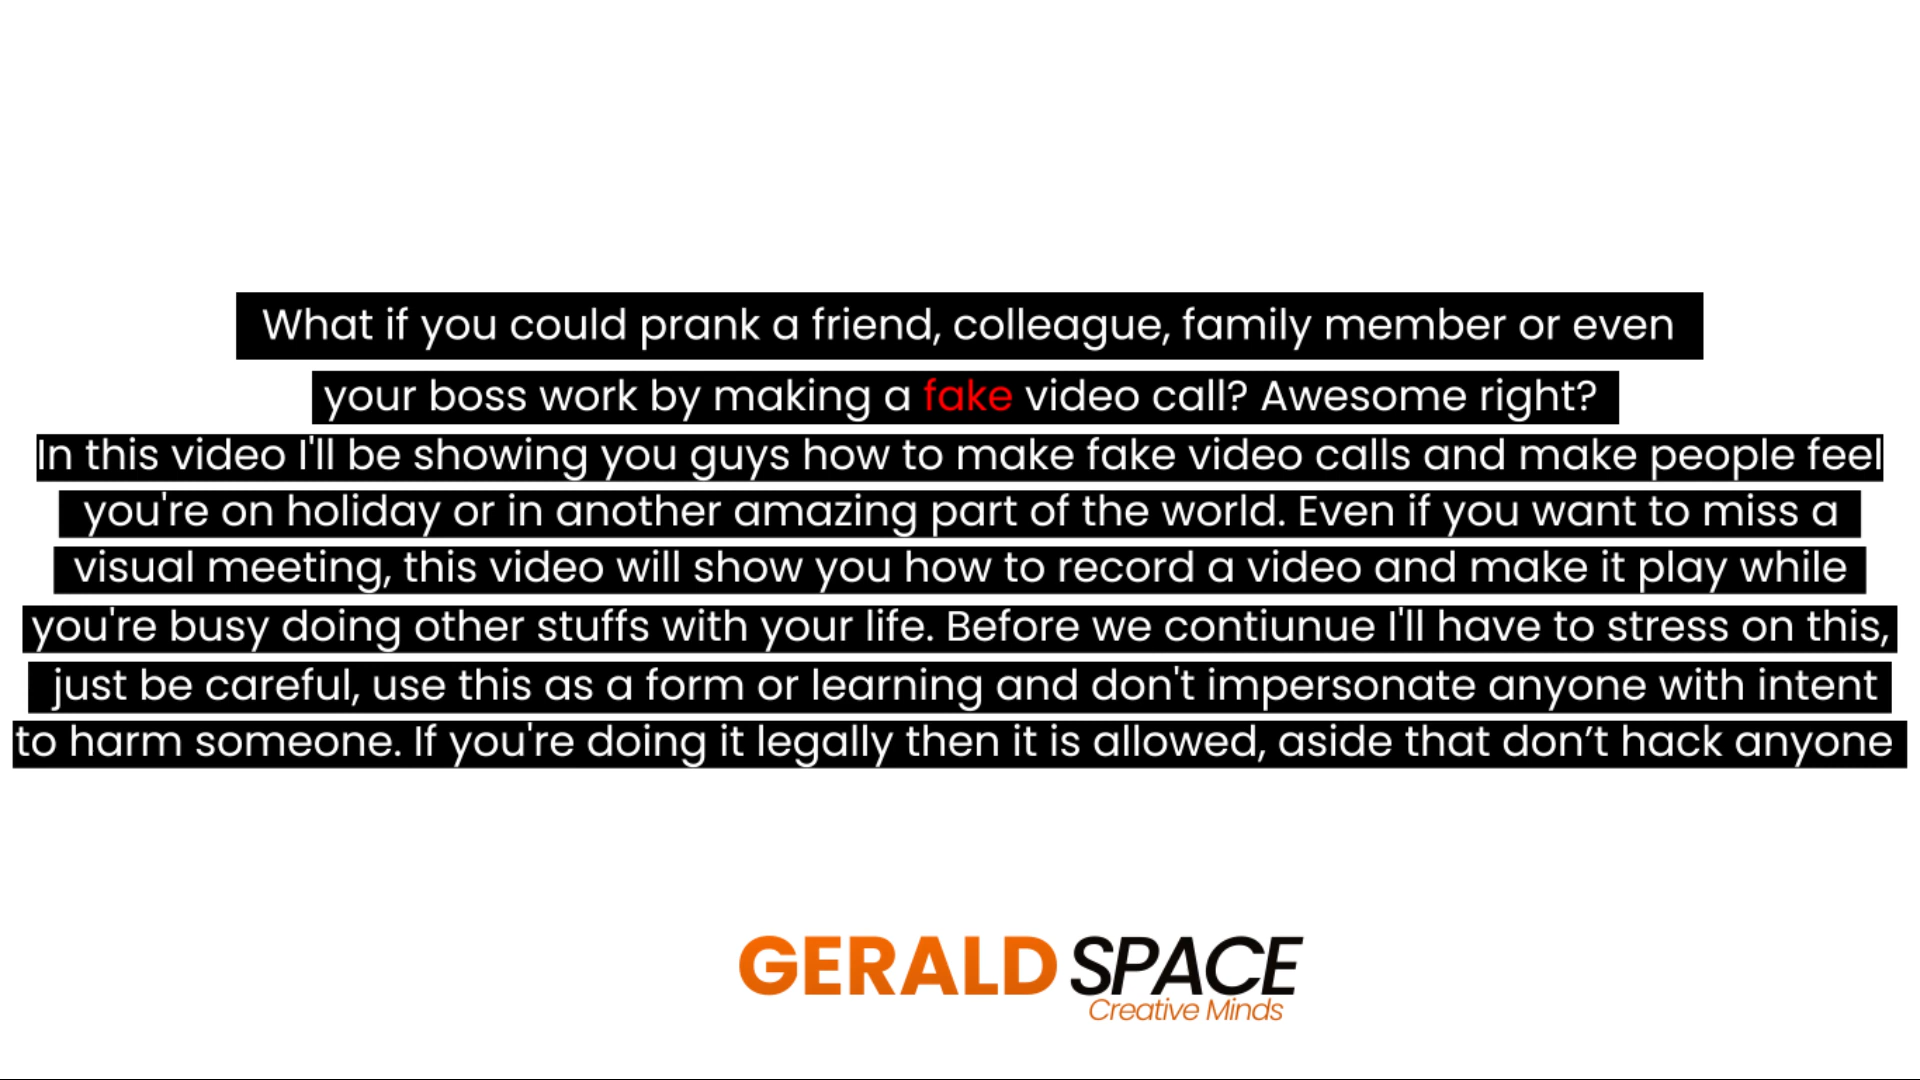 What if you could prank a friend, colleague, family member or even
your boss work by making a fake video call? Awesome right?
In this video I'll be showing you guys how to make fake video calls and make people feel
you're on holiday or in another amazing part of the world. Even if you want to miss a
visual meeting, this video will show you how to record a video and make it play while
you're busy doing other stuffs with your life. Before we contiunue I'll have to stress on this,
just be careful, use this as a form or learning and don't impersonate anyone with intent
to harm someone. If you're doing it legally then it is allowed, aside that don’t hack anyone
GERALD SPACE
Creative Minds